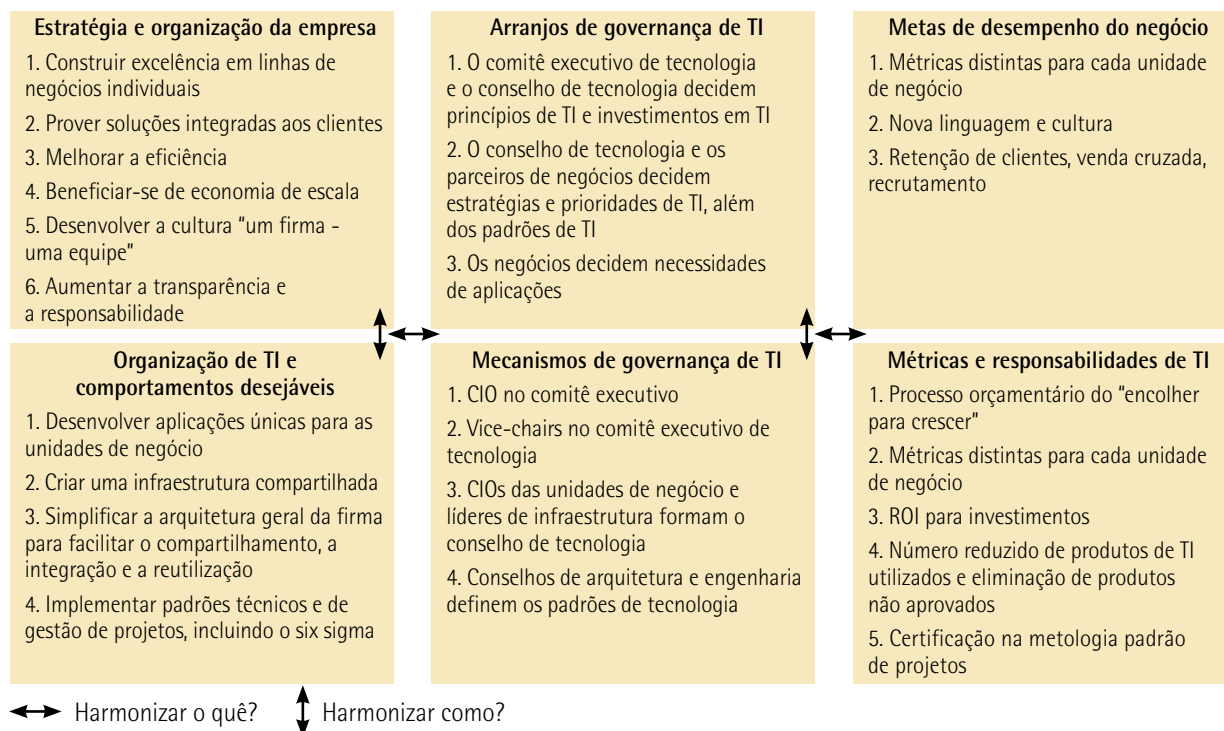 Estratégia e organização da empresa
1. Construir excelência em linhas de
negócios individuais
2. Prover soluções integradas aos clientes
3. Melhorar a eficiência
4. Beneficiar-se de economia de escala
5. Desenvolver a cultura "um firma -
uma equipe"
6. Aumentar a transparência e
a responsabilidade
Arranjos de governança de TI
1. O comitê executivo de tecnologia
e o conselho de tecnologia decidem
princípios de TI e investimentos em TI
2. O conselho de tecnologia e os
parceiros de negócios decidem
estratégias e prioridades de TI, além
dos padrões de TI
3. Os negócios decidem necessidades
de aplicações
Metas de desempenho do negócio
1. Métricas distintas para cada unidade
de negócio
2. Nova linguagem e cultura
3. Retenção de clientes, venda cruzada,
recrutamento
Organização de TI e
comportamentos desejáveis
1. Desenvolver aplicações únicas para as
unidades de negócio
2. Criar uma infraestrutura compartilhada
3. Simplificar a arquitetura geral da firma
para facilitar o compartilhamento, a
integração e a reutilização
4. Implementar padrões técnicos e de
gestão de projetos, incluindo o six sigma
Mecanismos de governança de TI
1. CIO no comitê executivo
2. Vice-chairs no comitê executivo de
tecnologia
3. CIOs das unidades de negócio e
líderes de infraestrutura formam o
conselho de tecnologia
4. Conselhos de arquitetura e engenharia
definem os padrões de tecnologia
Métricas e responsabilidades de TI
1. Processo orçamentário do "encolher
para crescer"
2. Métricas distintas para cada unidade
de negócio
3. ROI para investimentos
4. Número reduzido de produtos de TI
utilizados e eliminação de produtos
não aprovados
5. Certificação na metologia padrão
de projetos
Harmonizar o quê?
Harmonizar como?